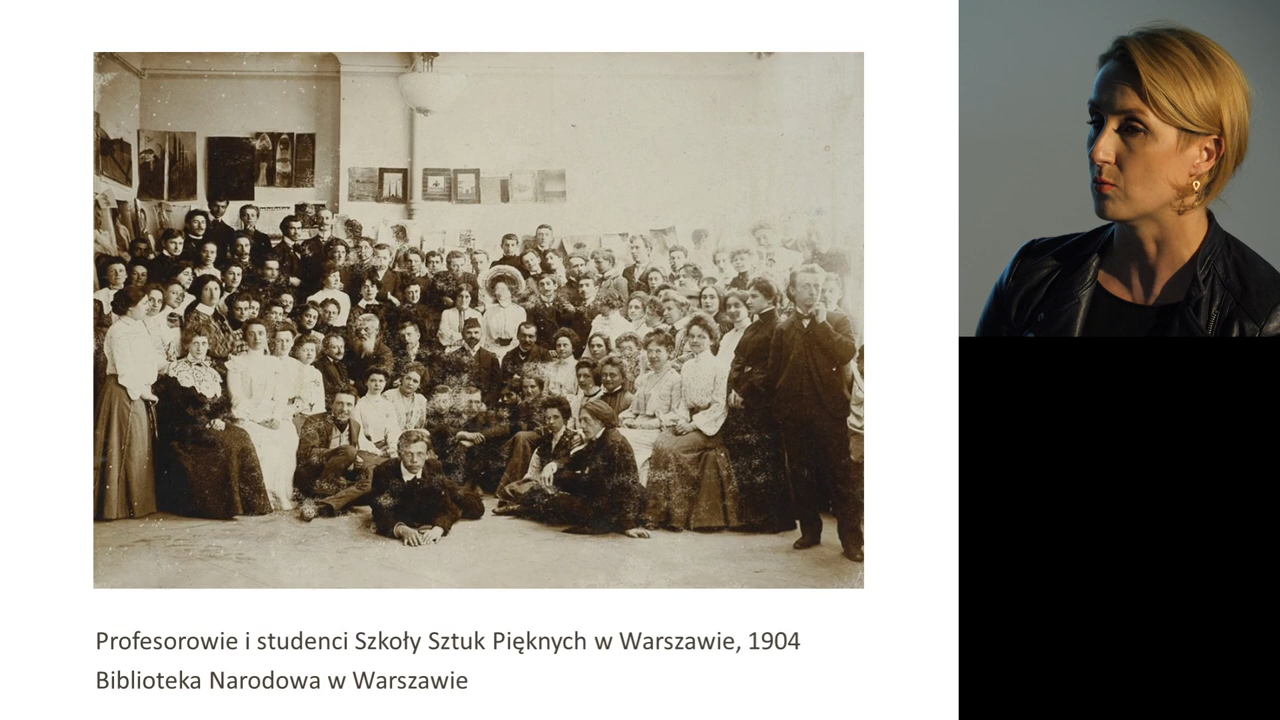 Profesorowie i studenci Szkoły Sztuk Pięknych w Warszawie, 1904
Biblioteka Narodowa w Warszawie